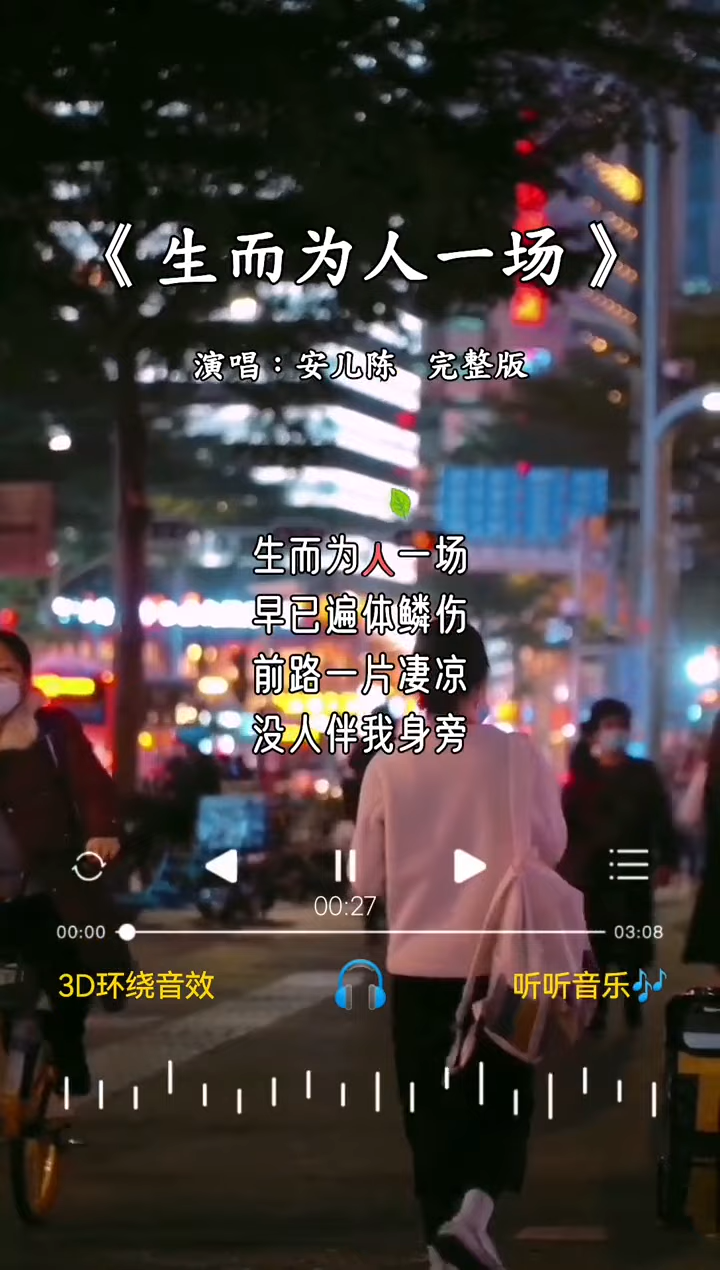 《生而为人一场》
演唱：安儿陈 完整版
生而为人一场
早已遍体鳞伤
前路一片凄凉
没人伴我身旁
00:27
00:00 03:08
3D环绕音效 听听音乐